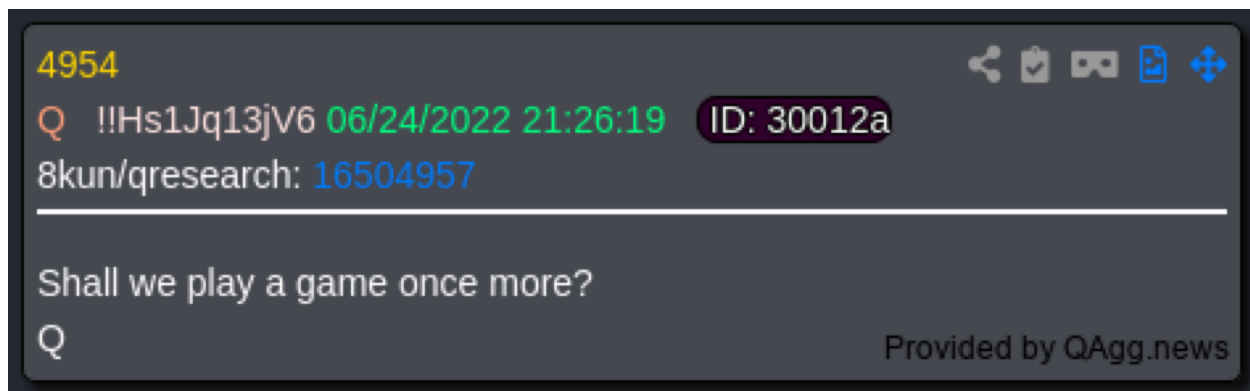 4954
Q !!Hs1Jq13jV6 06/24/2022 21:26:19 ID: 30012a
8kun/qresearch: 16504957
Shall we play a game once more?
Q
Provided by QAgg.news